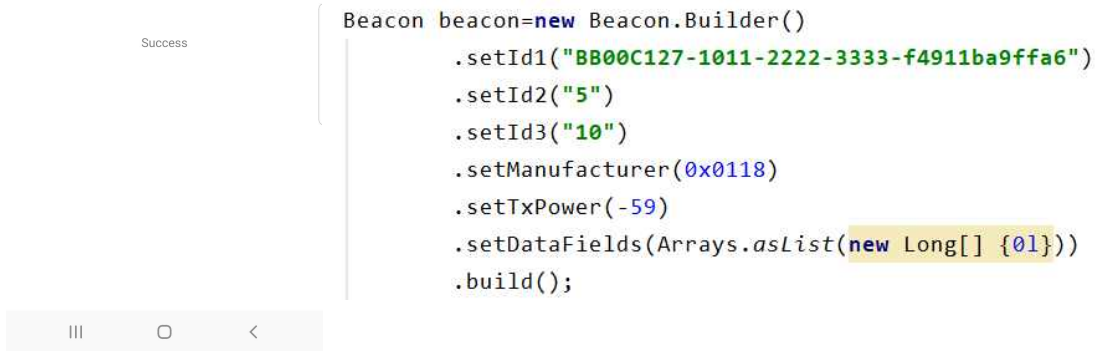 Success
Beacon beacon=new Beacon.Builder()
.setId1("BB00C127-1011-2222-3333-f4911ba9ffa6")
.setId2("5")
.setId3("10")
.setManufacturer(0x0118)
.setTxPower(-59)
.setDataFields(Arrays.asList(new Long[] {0l}))
.build();